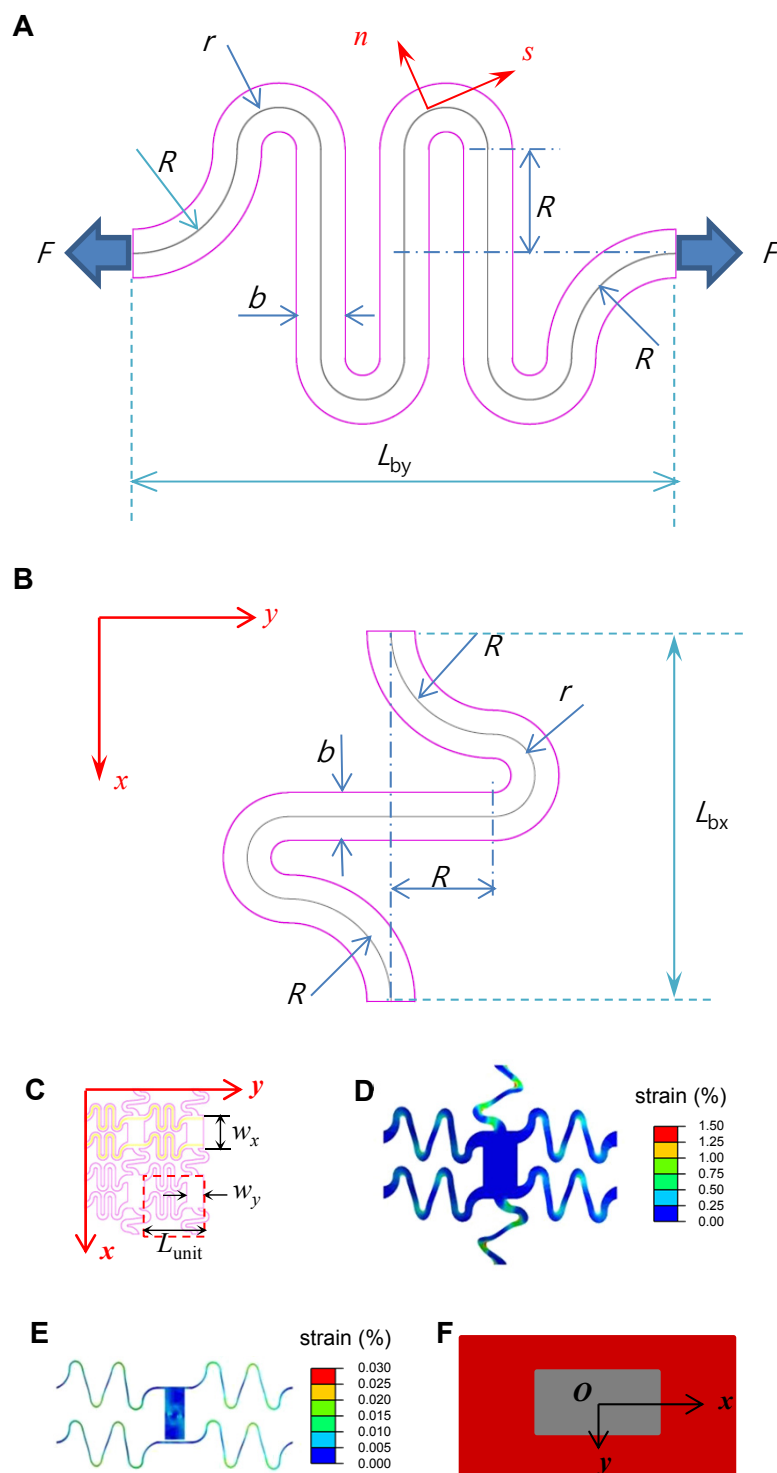 A
n
s
r
R
R
F
F
b
R
L_by
B
y
R
r
b
x
L_bx
R
R
C
y
w_x
w_y
L_unit
x
D
strain (%)
1.50
1.25
1.00
0.75
0.50
0.25
0.00
E
strain (%)
0.030
0.025
0.020
0.015
0.010
0.005
0.000
F
O
x
y